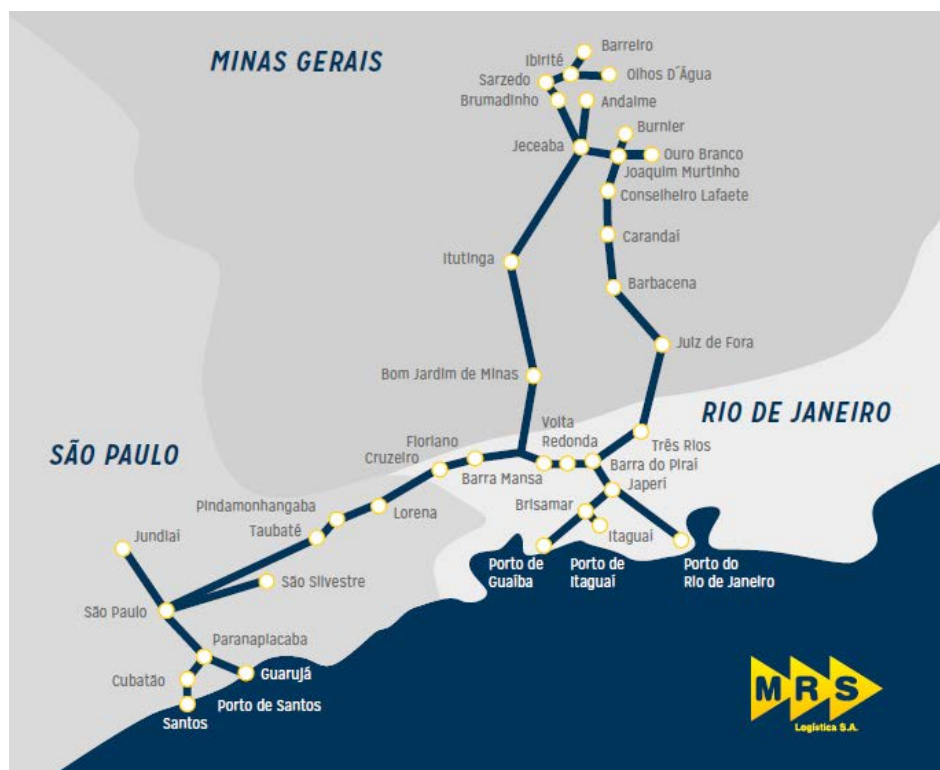 Barreiro
MINAS GERAIS
Ibirité
Olhos D´Água
Sarzedo
Brumadinho
Andaime
Burnier
Jeceaba
Ouro Branco
Joaquim Murtinho
Conselheiro Lafaete
Carandaí
Itutinga
Barbacena
Juiz de Fora
Bom Jardim de Minas
RIO DE JANEIRO
Volta
Redonda
Floriano
Três Rios
SÃO PAULO
Cruzeiro
Barra Mansa
Barra do Piraí
Japeri
Pindamonhangaba
Lorena
Brisamar
Taubaté
Itaguaí
Jundiaí
Porto de
Guaíba
Porto de
Itaguaí
Porto do
Rio de Janeiro
São Silvestre
São Paulo
Paranapiacaba
Guarujá
Cubatão
Porto de Santos
Santos
MRS
Logística S.A.